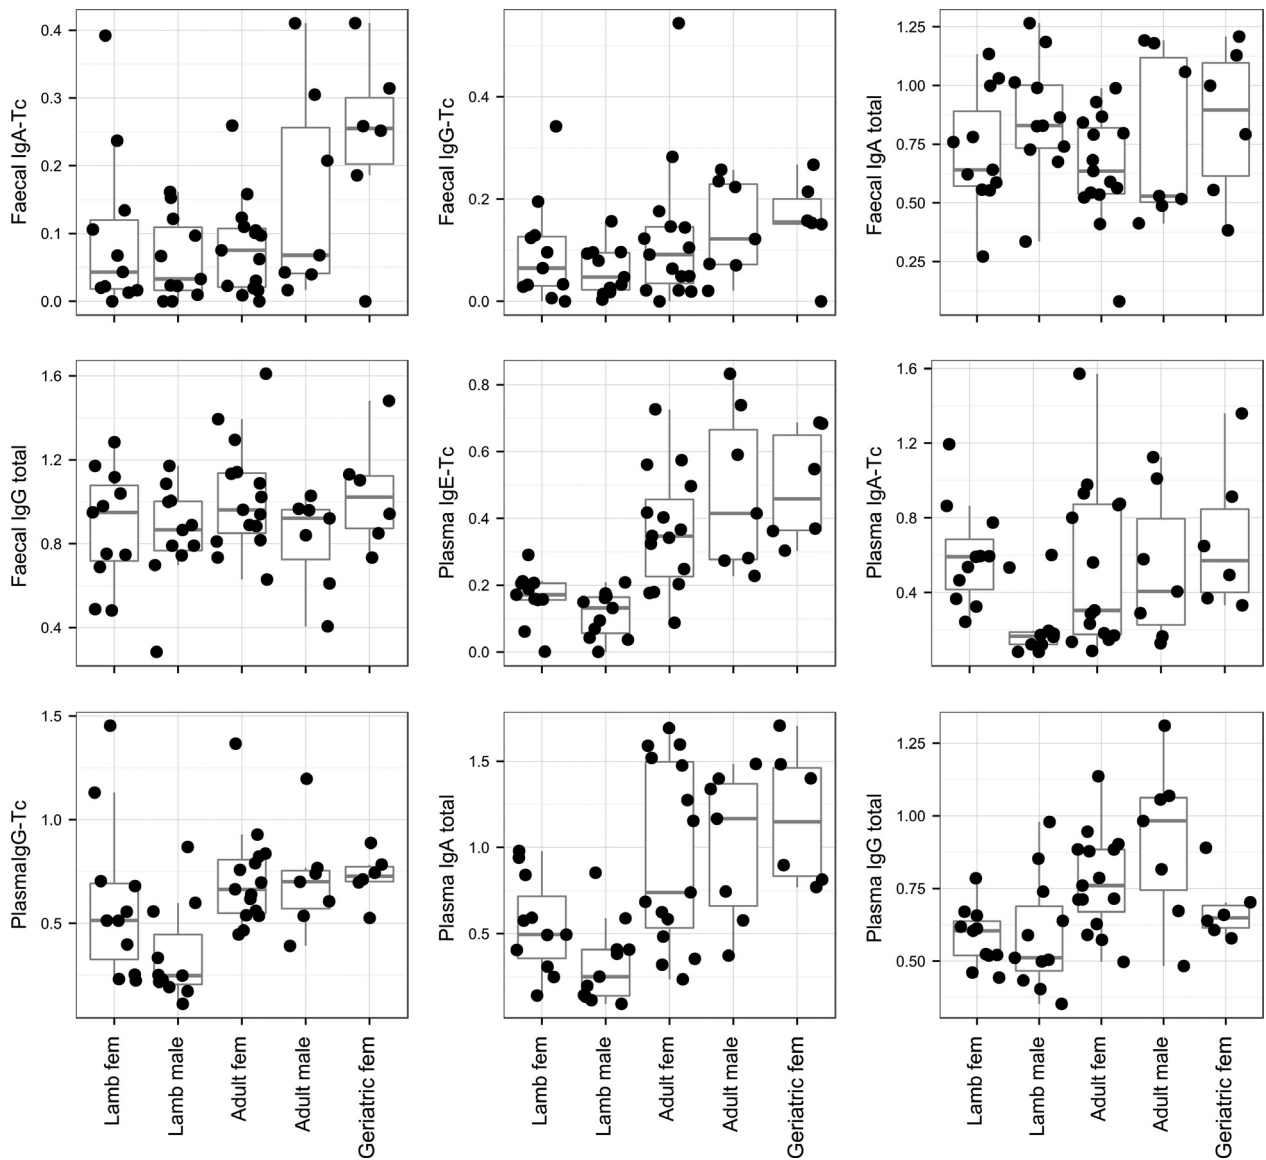 Faecal IgA-Tc
0.4
0.3
0.2
0.1
0.0
Faecal IgG-Tc
0.4
0.2
0.0
Faecal IgA total
1.25
1.00
0.75
0.50
0.25
Faecal IgG total
1.6
1.2
0.8
0.4
Plasma IgE-Tc
0.8
0.6
0.4
0.2
0.0
Plasma IgA-Tc
1.6
1.2
0.8
0.4
PlasmaIgG-Tc
1.5
1.0
0.5
Plasma IgA total
1.5
1.0
0.5
Plasma IgG total
1.25
1.00
0.75
0.50
Lamb fem
Lamb male
Adult fem
Adult male
Geriatric fem
Lamb fem
Lamb male
Adult fem
Adult male
Geriatric fem
Lamb fem
Lamb male
Adult fem
Adult male
Geriatric fem